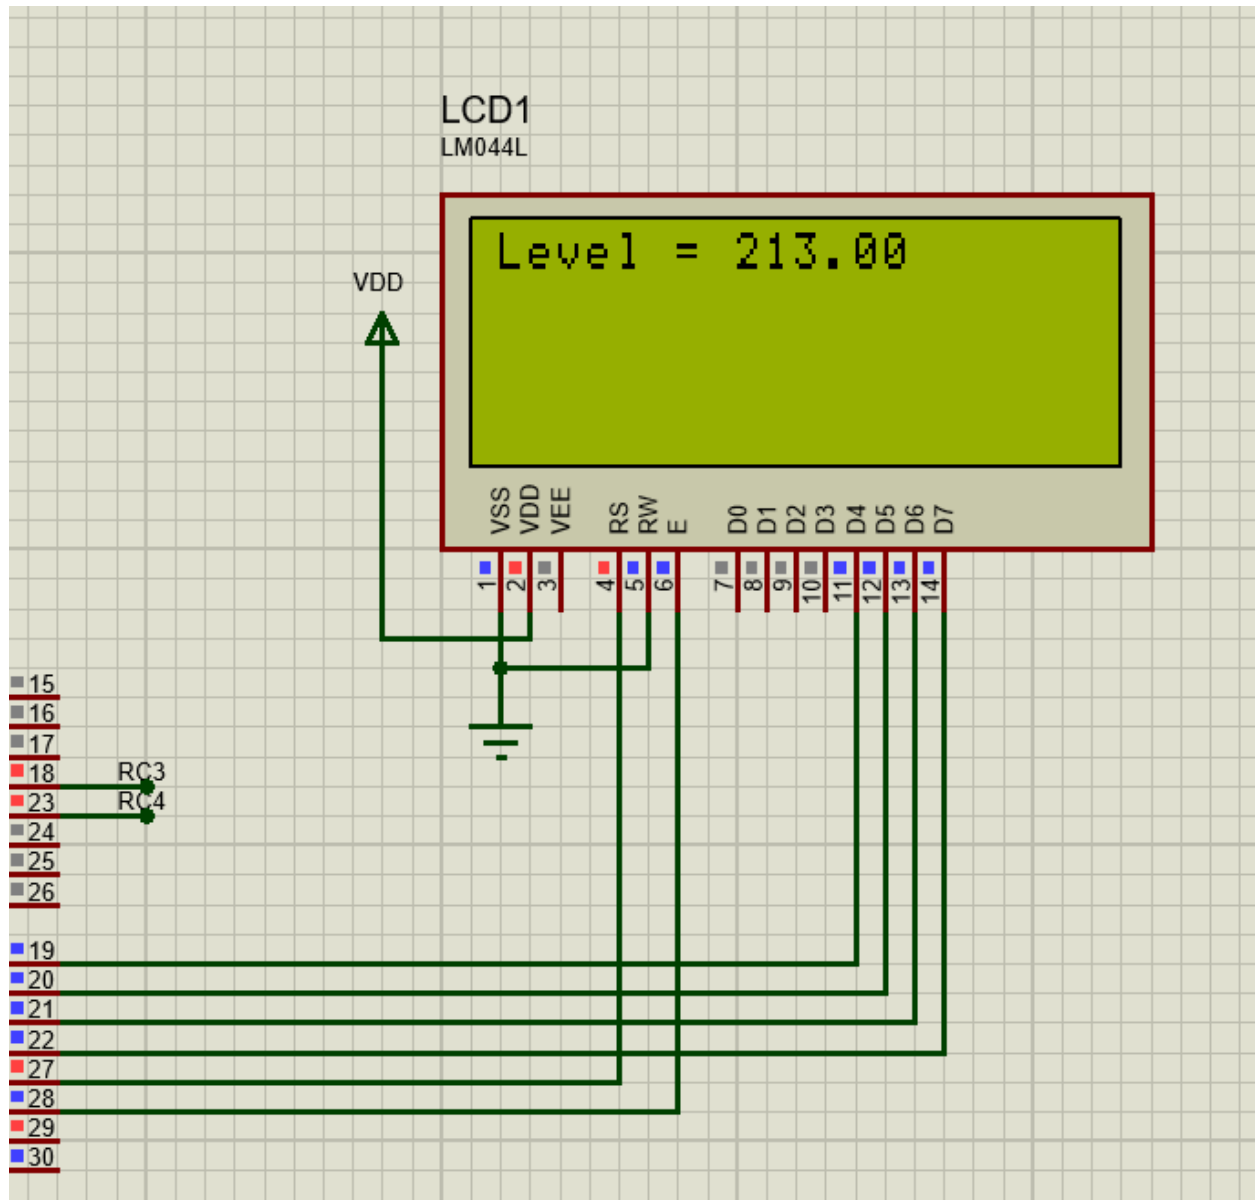 LCD1
LM044L
Level = 213.00
VDD
VSS VDD VEE RS RW E D0 D1 D2 D3 D4 D5 D6 D7
1 2 3 4 5 6 7 8 9 10 11 12 13 14
15
16
17
18 RC3
23 RC4
24
25
26
19
20
21
22
27
28
29
30